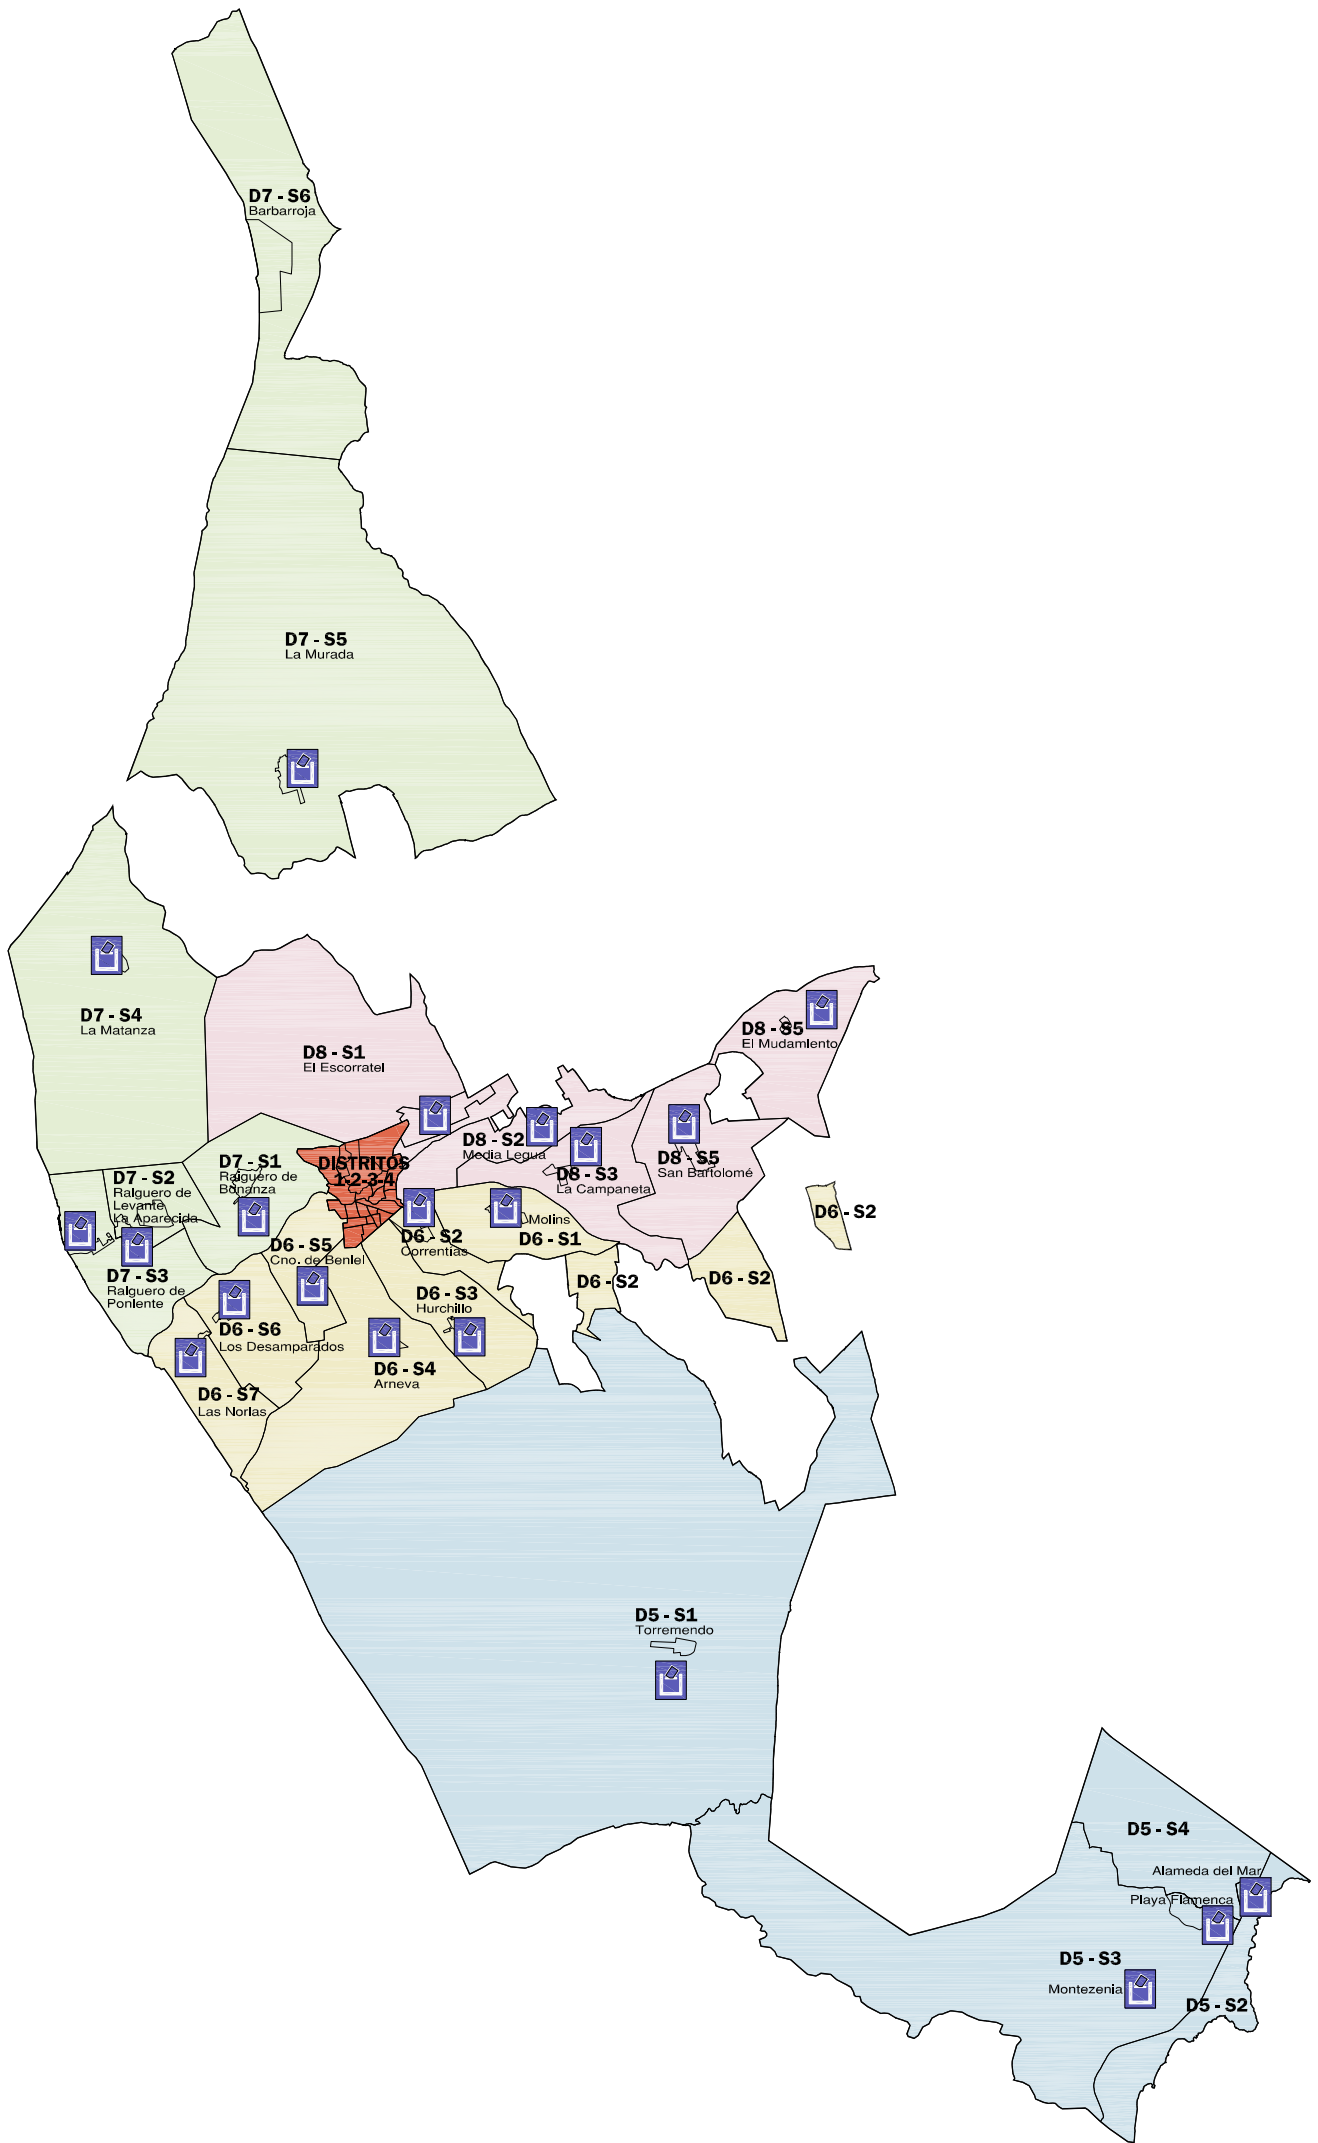 D7 - S6
Barbarroja
D7 - S5
La Murada
D7 - S4
La Matanza
D8 - S1
El Escorratel
D8 - S5
El Mudamiento
D8 - S2
Media Legua
D8 - S5
San Bartolomé
D8 - S3
La Campaneta
DISTRITOS
1-2-3-4
D7 - S1
Ralguero de
Bonanza
D7 - S2
Ralguero de
Levante
La Aparecida
D7 - S3
Ralguero de
Poniente
D6 - S2
Correntias
Molins
D6 - S1
D6 - S2
D6 - S5
Cno. de Beniel
D6 - S2
D6 - S2
D6 - S3
Hurchillo
D6 - S6
Los Desamparados
D6 - S4
Arneva
D6 - S7
Las Norias
D5 - S1
Torremendo
D5 - S4
Alameda del Mar
Playa Flamenca
D5 - S3
Montezenia
D5 - S2